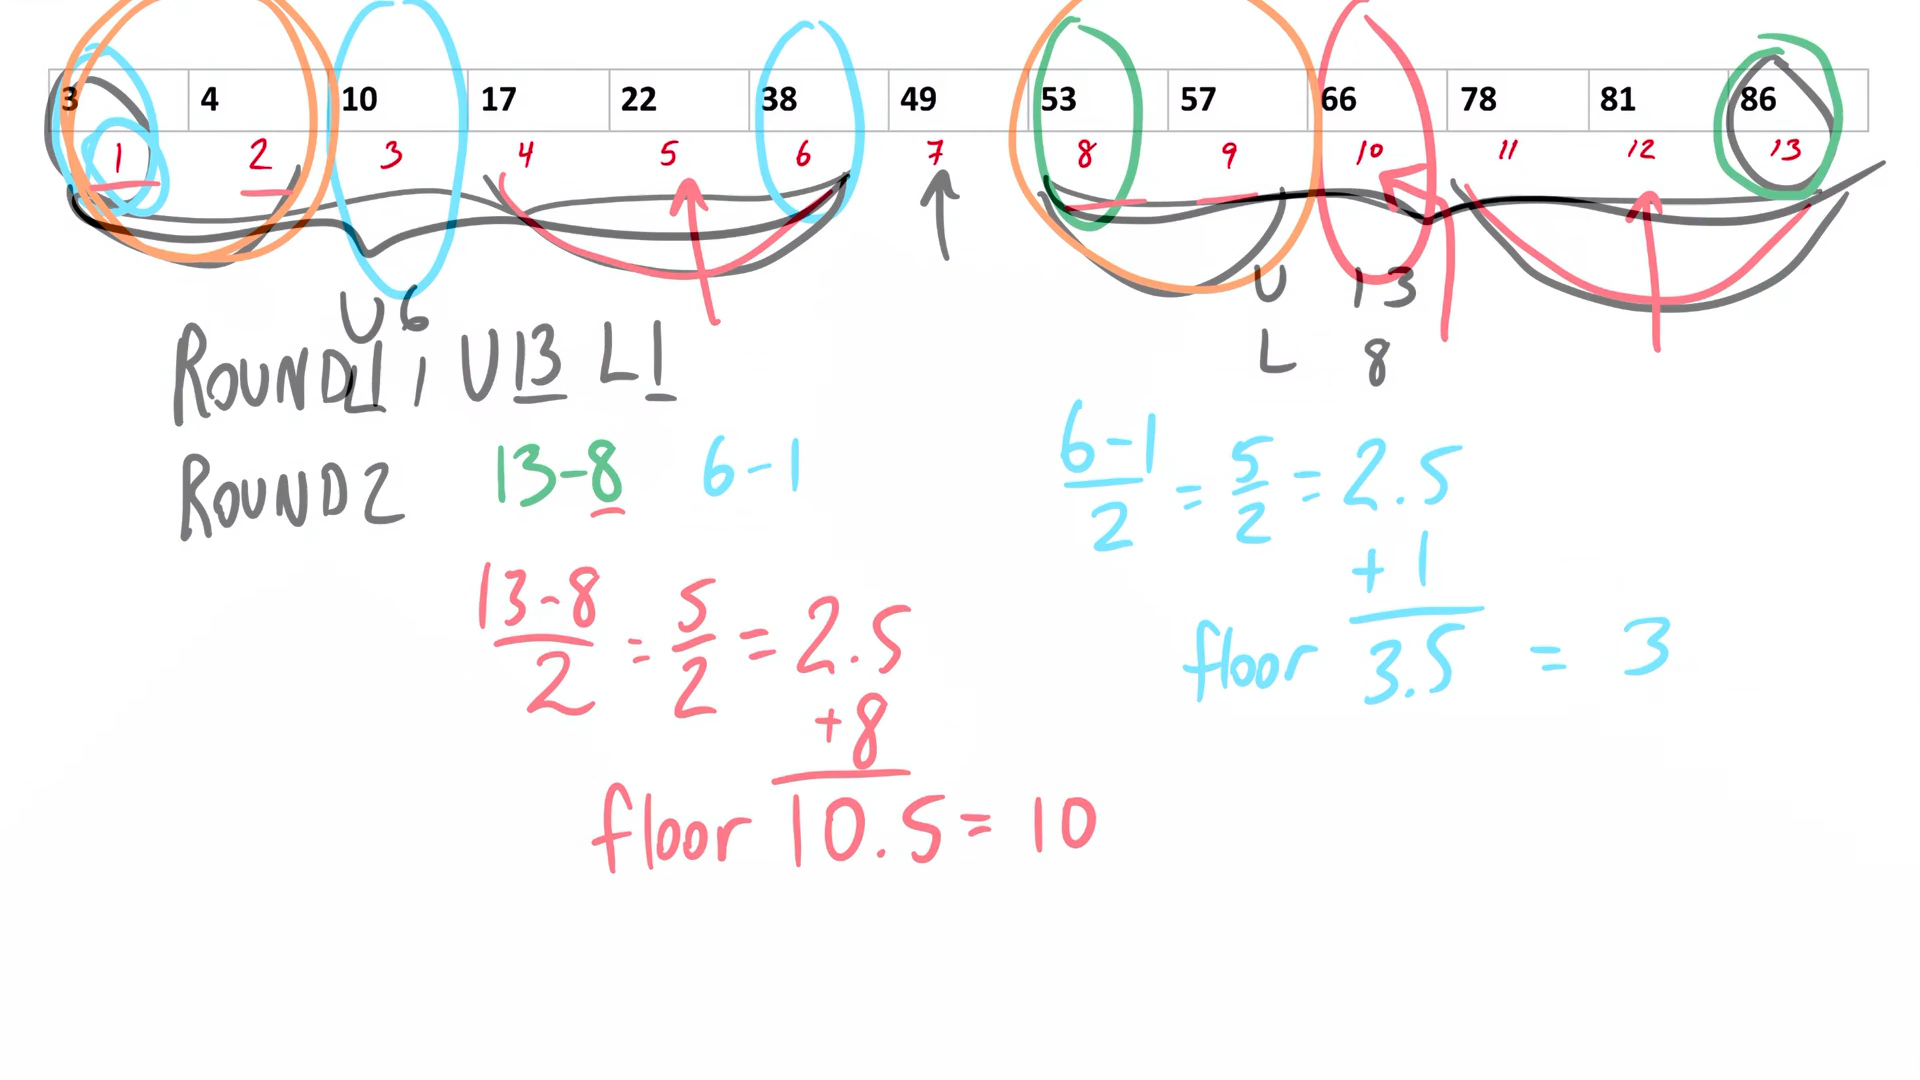 3 4 10 17 22 38 49 53 57 66 78 81 86
1 2 3 4 5 6 7 8 9 10 11 12 13
U 6
L 1
U 13
L 8
ROUND 1 U13 L1
ROUND 2 13-8 6-1
6-1/2 = 5/2 = 2.5
+ 1
floor 3.5 = 3
13-8/2 = 5/2 = 2.5
+8
floor 10.5 = 10